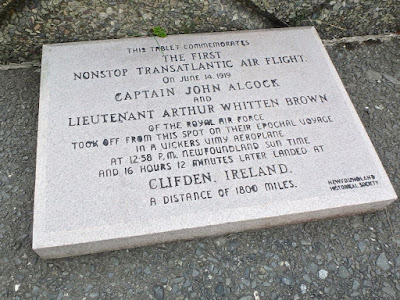 THIS TABLET COMMEMORATES
THE FIRST
NONSTOP TRANSATLANTIC AIR FLIGHT.
ON JUNE 14. 1919
CAPTAIN JOHN ALCOCK
AND
LIEUTENANT ARTHUR WHITTEN BROWN
OF THE ROYAL AIR FORCE
TOOK OFF FROM THIS SPOT ON THEIR EPOCHAL VOYAGE
IN A VICKERS VIMY AEROPLANE
AT 12:58 P.M. NEWFOUNDLAND SUN TIME
AND 16 HOURS 12 MINUTES LATER LANDED AT
CLIFDEN, IRELAND.
A DISTANCE OF 1800 MILES.
NEWFOUNDLAND
HISTORICAL SOCIETY